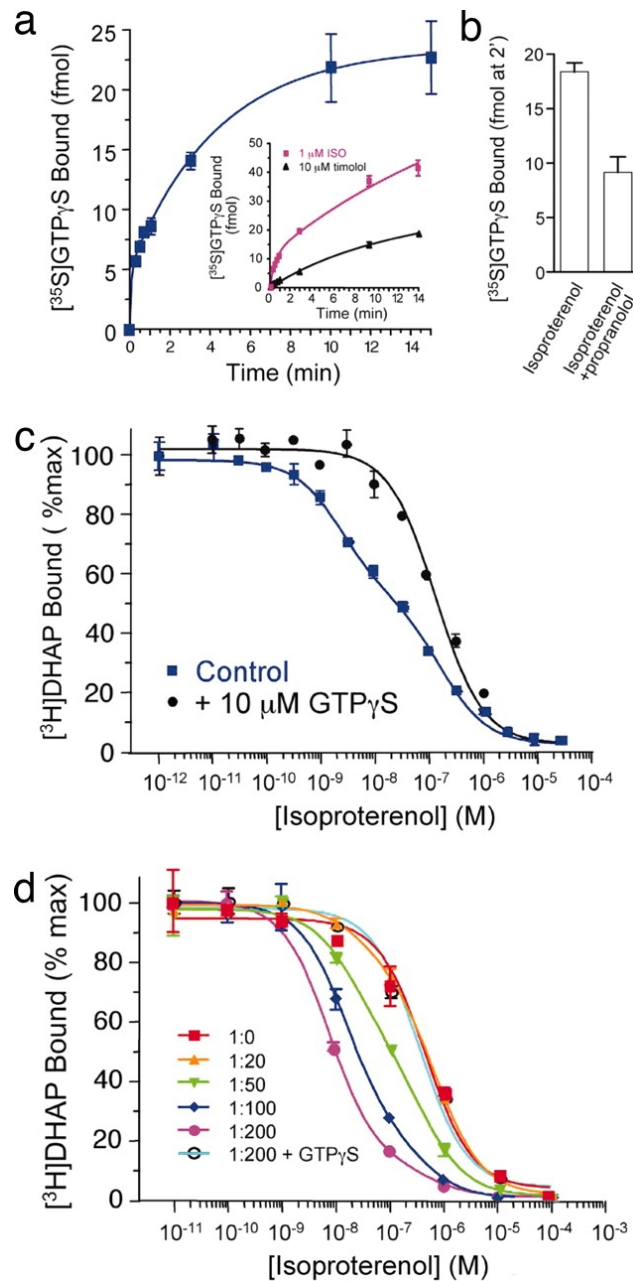 a
[³⁵S]GTPγS Bound (fmol)
25
20
15
10
5
0
0 2 4 6 8 10 12 14
Time (min)
[³⁵S]GTPγS Bound
(fmol)
50
40
30
20
10
0
1 μM ISO
10 μM timolol
0 2 4 6 8 10 12 14
Time (min)
b
[³⁵S]GTPγS Bound (fmol at 2')
20
15
10
5
0
Isoproterenol
Isoproterenol
+propranolol
c
[³H]DHAP Bound ( %max)
100
80
60
40
20
0
Control
+ 10 μM GTPγS
10⁻¹² 10⁻¹¹ 10⁻¹⁰ 10⁻⁹ 10⁻⁸ 10⁻⁷ 10⁻⁶ 10⁻⁵ 10⁻⁴
[Isoproterenol] (M)
d
[³H]DHAP Bound (% max)
100
80
60
40
20
0
1:0
1:20
1:50
1:100
1:200
1:200 + GTPγS
10⁻¹¹ 10⁻¹⁰ 10⁻⁹ 10⁻⁸ 10⁻⁷ 10⁻⁶ 10⁻⁵ 10⁻⁴ 10⁻³
[Isoproterenol] (M)